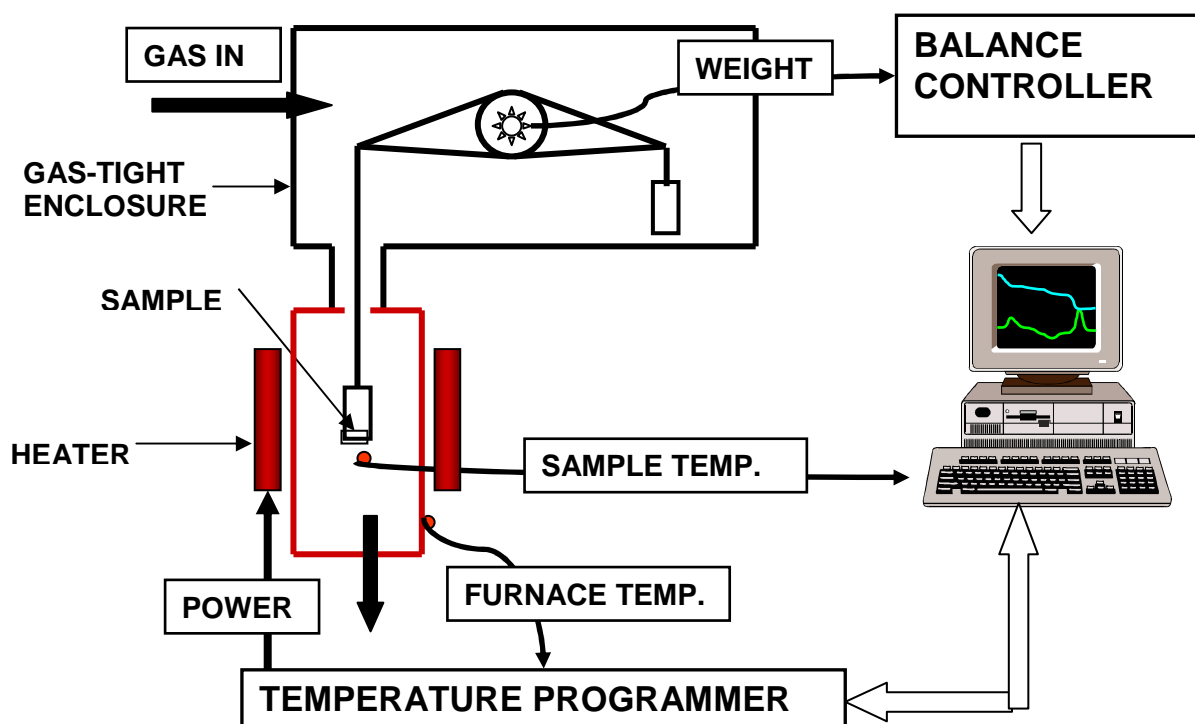 GAS IN
WEIGHT
BALANCE
CONTROLLER
GAS-TIGHT
ENCLOSURE
SAMPLE
HEATER
SAMPLE TEMP.
POWER
FURNACE TEMP.
TEMPERATURE PROGRAMMER